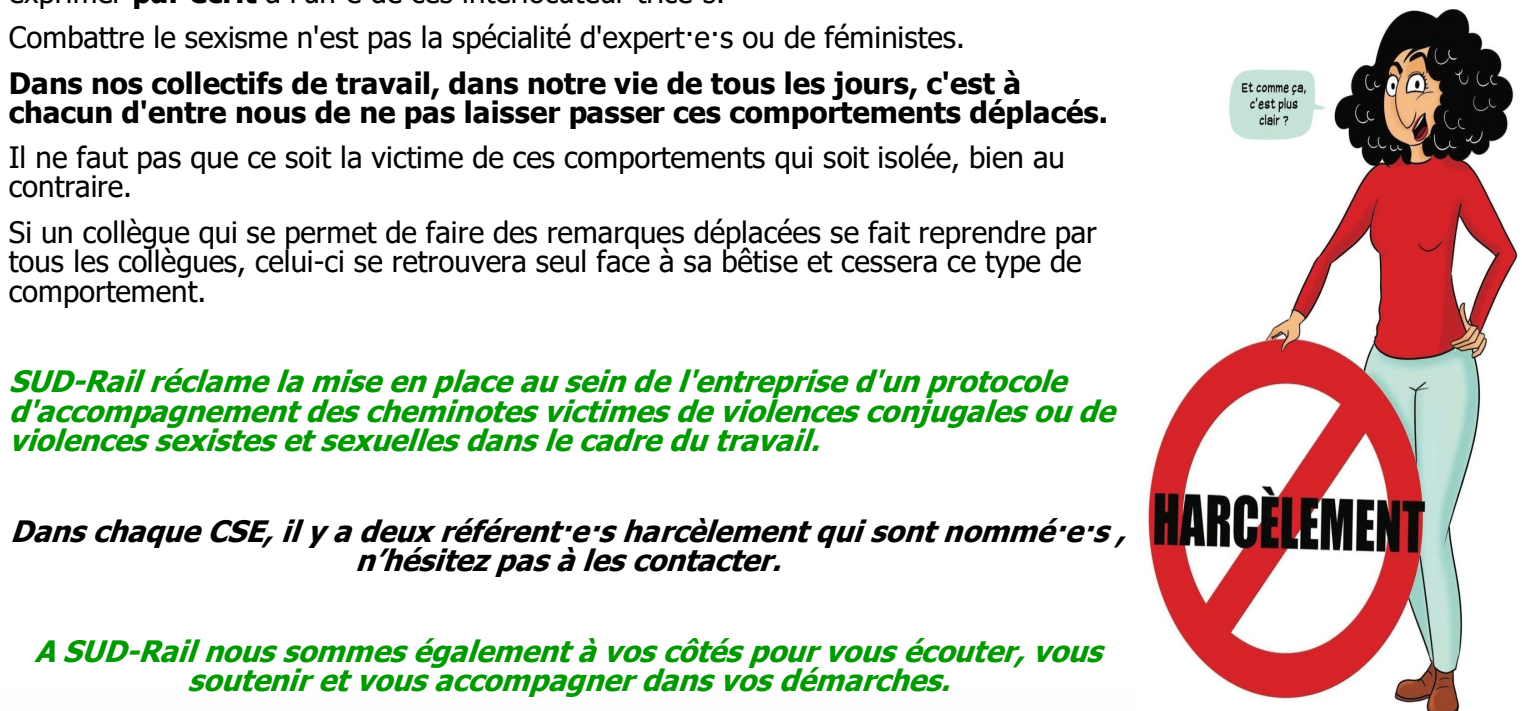 exprimer par écrit à l'un·e de ces interlocuteur·trice·s.
Combattre le sexisme n'est pas la spécialité d'expert·e·s ou de féministes.
Dans nos collectifs de travail, dans notre vie de tous les jours, c'est à
chacun d'entre nous de ne pas laisser passer ces comportements déplacés.
Il ne faut pas que ce soit la victime de ces comportements qui soit isolée, bien au
contraire.
Si un collègue qui se permet de faire des remarques déplacées se fait reprendre par
tous les collègues, celui-ci se retrouvera seul face à sa bêtise et cessera ce type de
comportement.
SUD-Rail réclame la mise en place au sein de l'entreprise d'un protocole
d'accompagnement des cheminotes victimes de violences conjugales ou de
violences sexistes et sexuelles dans le cadre du travail.
Dans chaque CSE, il y a deux référent·e·s harcèlement qui sont nommé·e·s ,
n’hésitez pas à les contacter.
A SUD-Rail nous sommes également à vos côtés pour vous écouter, vous
soutenir et vous accompagner dans vos démarches.
Et comme ça,
c'est plus
clair ?
HARCÈLEMENT